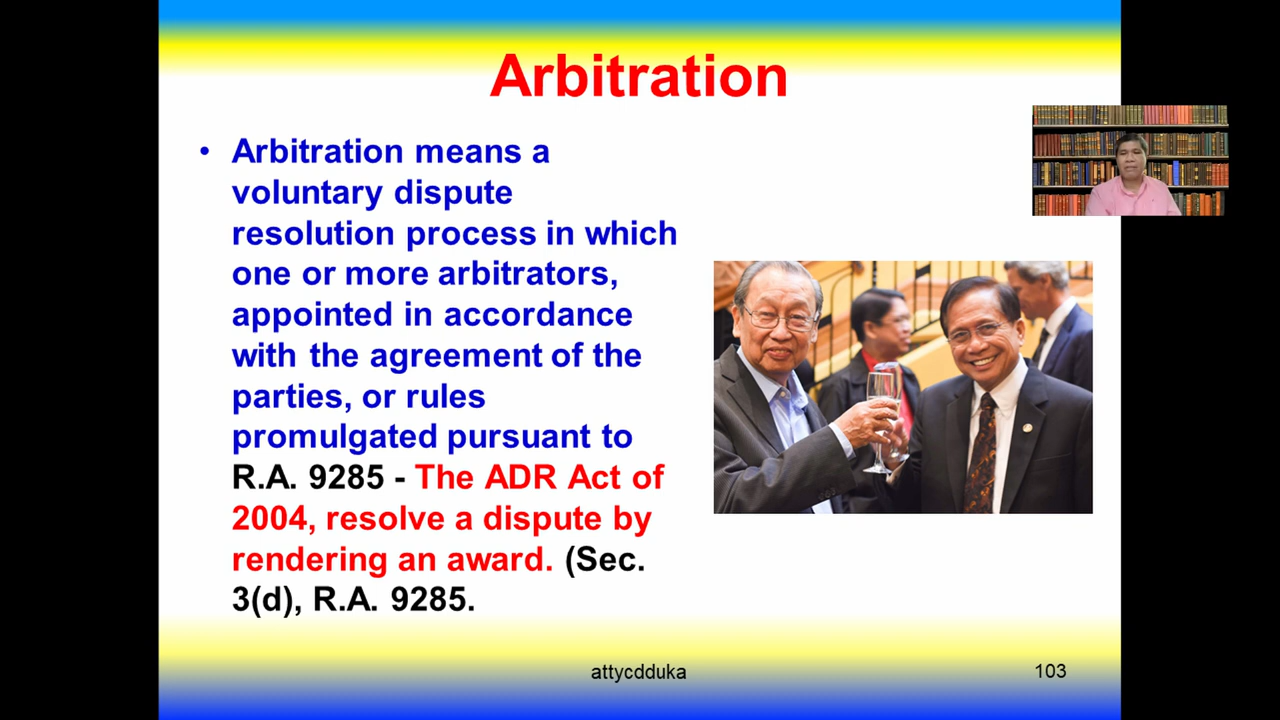 Arbitration
• Arbitration means a
voluntary dispute
resolution process in which
one or more arbitrators,
appointed in accordance
with the agreement of the
parties, or rules
promulgated pursuant to
R.A. 9285 - The ADR Act of
2004, resolve a dispute by
rendering an award. (Sec.
3(d), R.A. 9285.
attycdduka
103